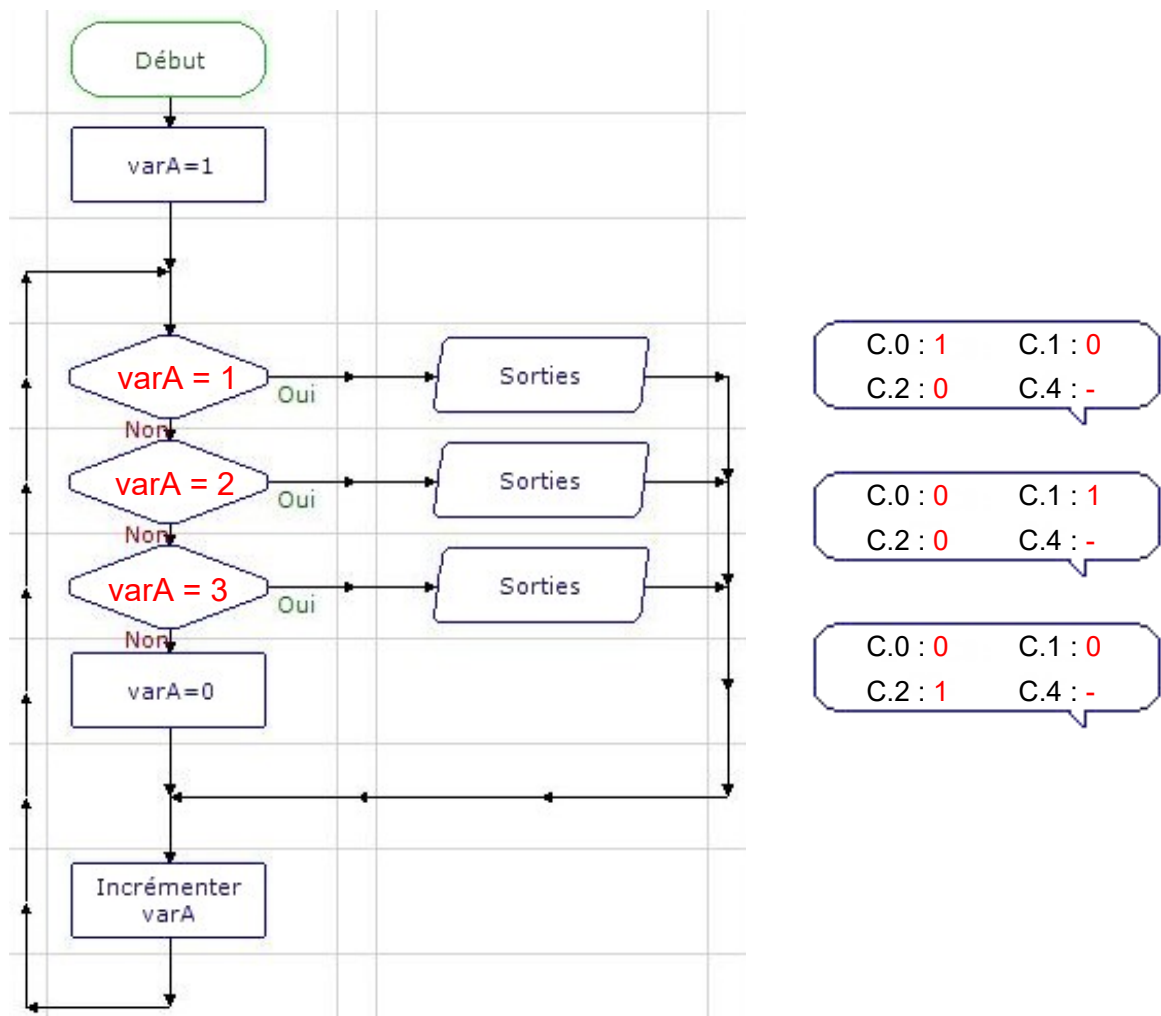 Début
varA=1
varA = 1
Oui
Sorties
C.0 : 1 C.1 : 0
C.2 : 0 C.4 : -
Non
varA = 2
Oui
Sorties
C.0 : 0 C.1 : 1
C.2 : 0 C.4 : -
Non
varA = 3
Oui
Sorties
C.0 : 0 C.1 : 0
C.2 : 1 C.4 : -
Non
varA=0
Incrémenter
varA